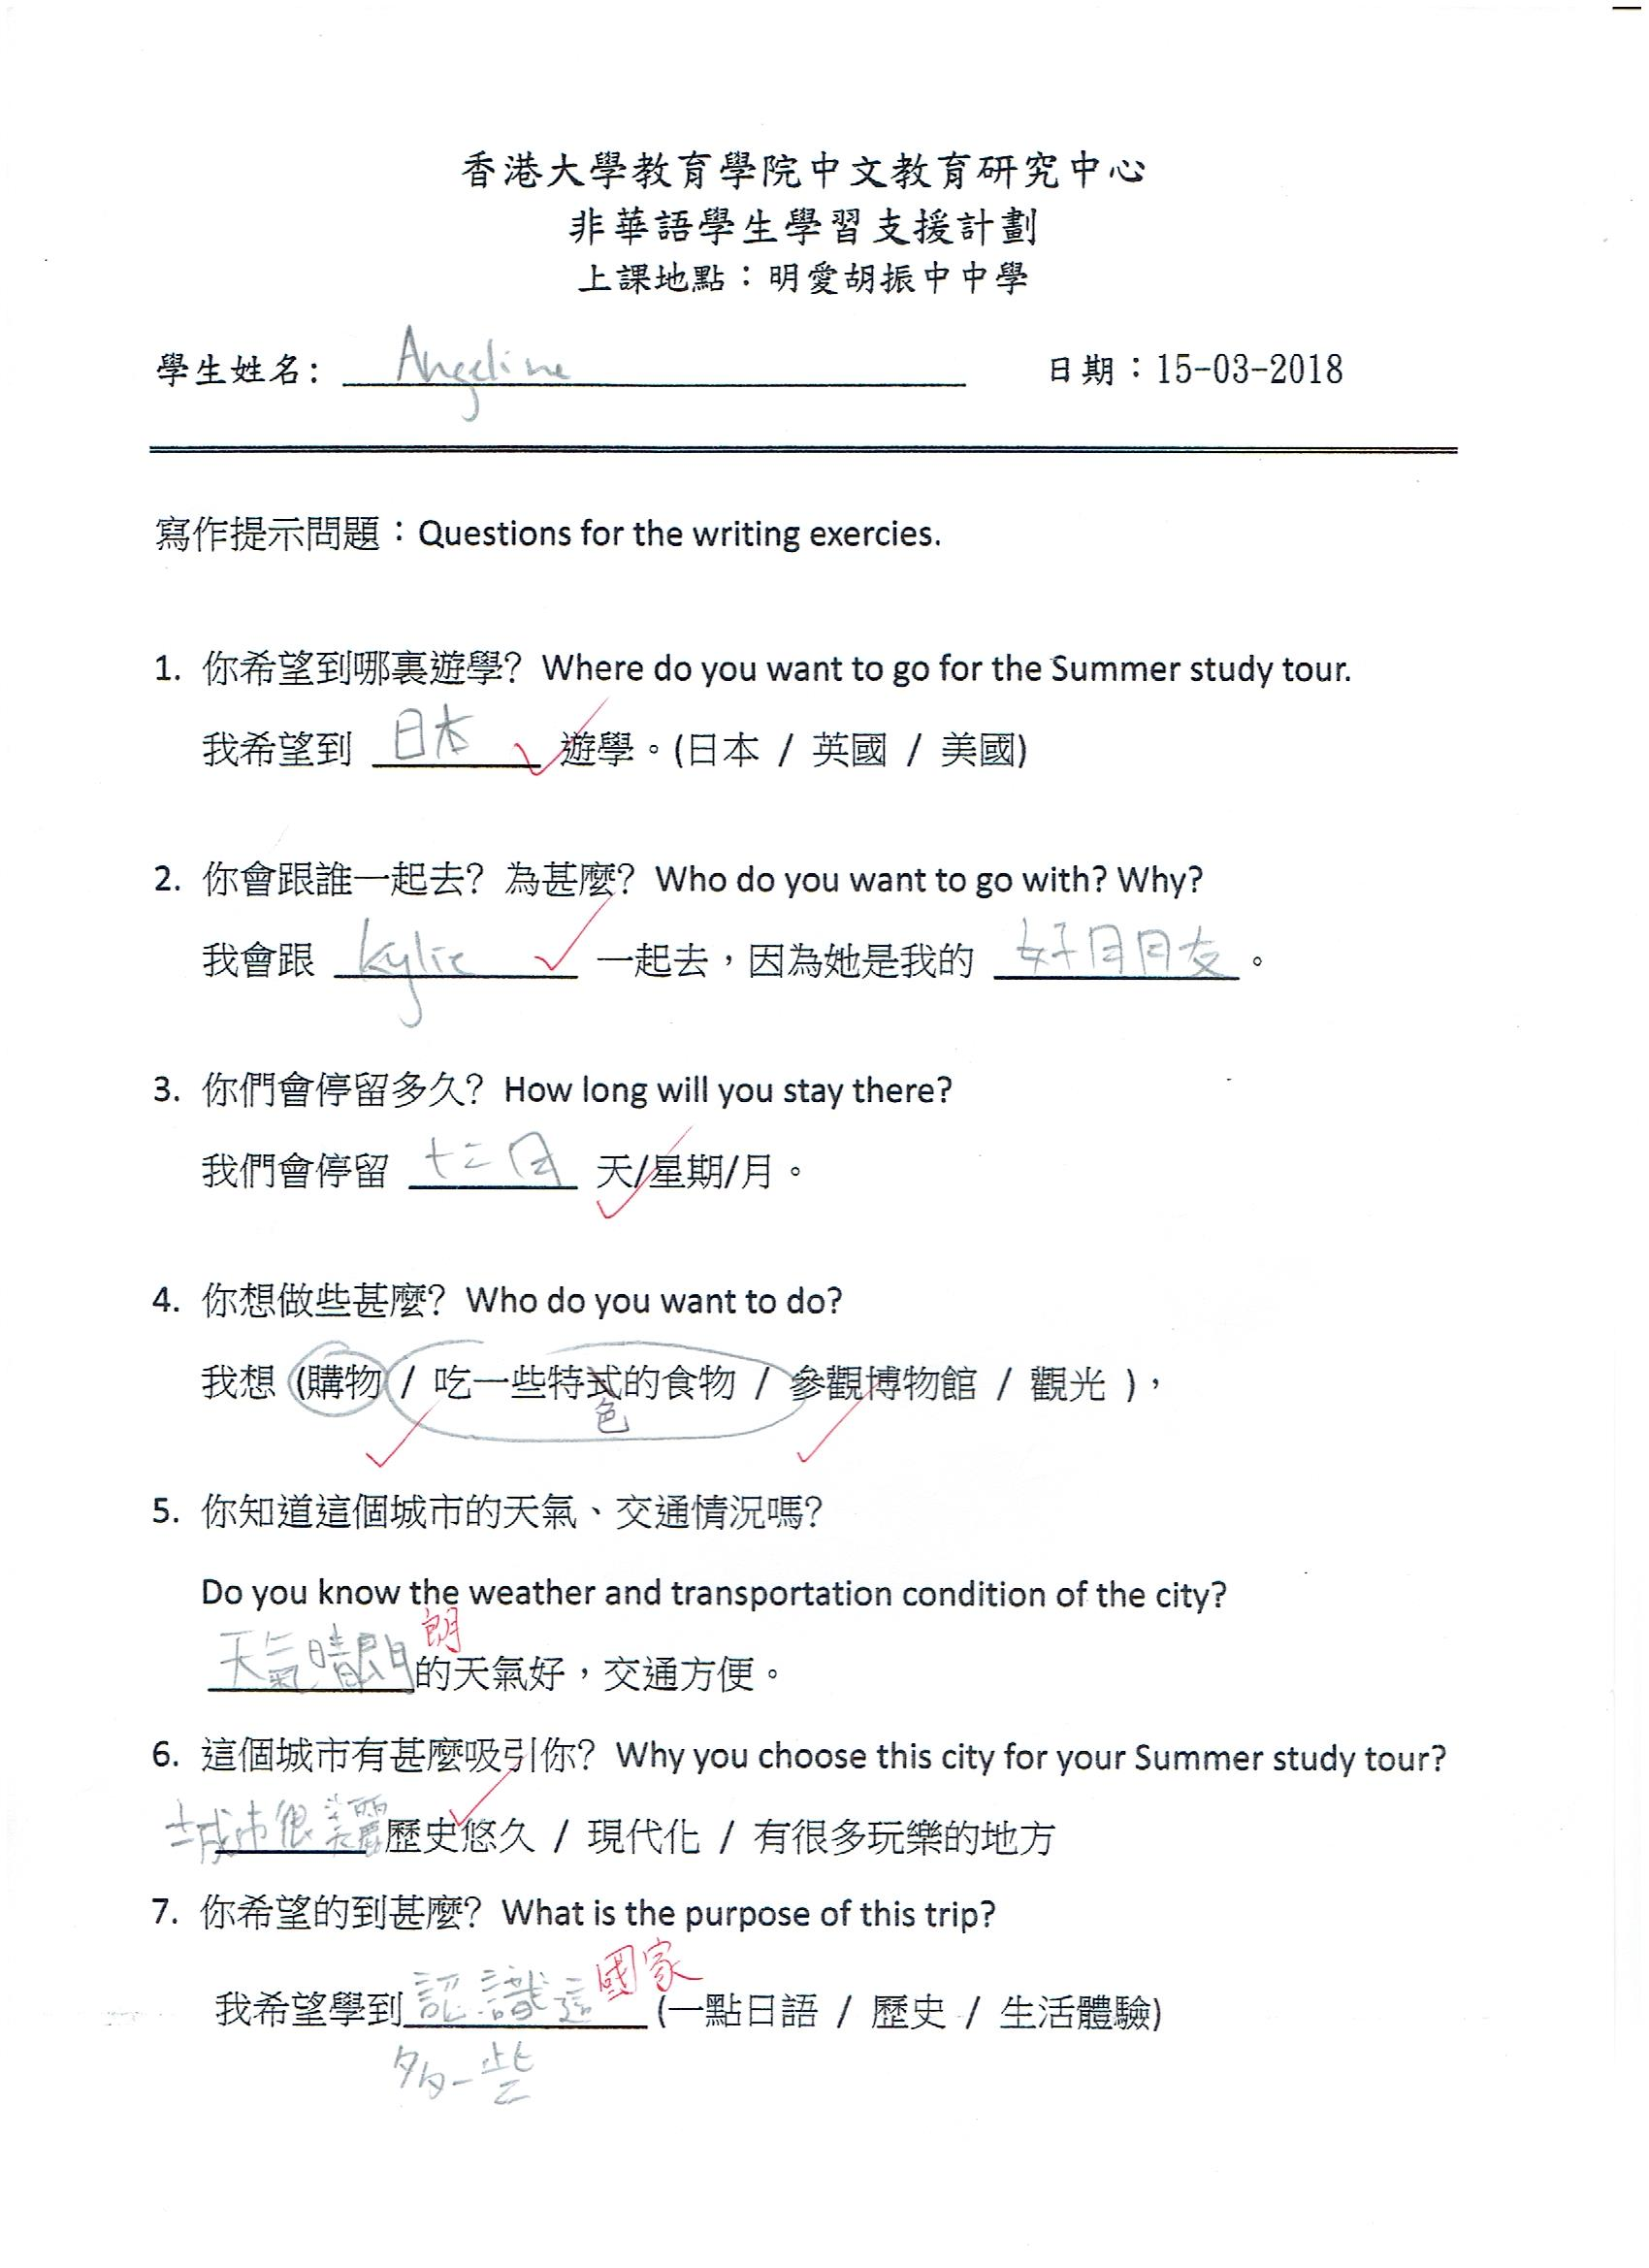 香港大學教育學院中文教育研究中心
非華語學生學習支援計劃
上課地點：明愛胡振中中學
學生姓名: Angeline 日期：15-03-2018
寫作提示問題：Questions for the writing exercies.
1. 你希望到哪裏遊學? Where do you want to go for the Summer study tour.
我希望到 日本 遊學。(日本 / 英國 / 美國)
2. 你會跟誰一起去? 為甚麼? Who do you want to go with? Why?
我會跟 Kylie 一起去，因為她是我的 好朋友。
3. 你們會停留多久? How long will you stay there?
我們會停留 十二 天/星期/月。
4. 你想做些甚麼? Who do you want to do?
我想 (購物 / 吃一些特式的食物 / 參觀博物館 / 觀光 )，
色
5. 你知道這個城市的天氣、交通情況嗎?
Do you know the weather and transportation condition of the city?
朗
天氣晴的天氣好，交通方便。
6. 這個城市有甚麼吸引你? Why you choose this city for your Summer study tour?
城市很美麗歷史悠久 / 現代化 / 有很多玩樂的地方
7. 你希望的到甚麼? What is the purpose of this trip?
我希望學到認識這國家 (一點日語 / 歷史 / 生活體驗)
多一些